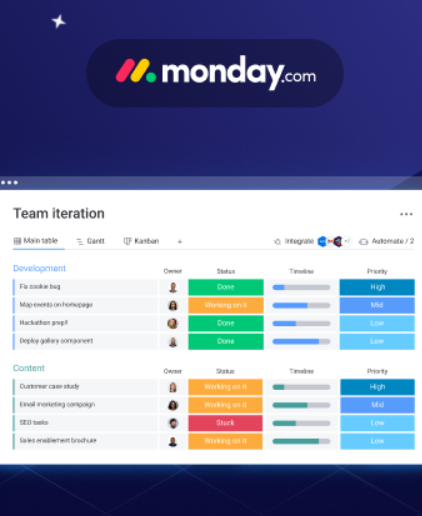 monday.com
Team iteration
Main table Gantt Kanban + Integrate Automate / 2
Development Owner Status Timeline Priority
Fix cookie bug Done High
Map events on homepage Working on it Mid
Hackathon prep!! Done Low
Deploy gallery component Done Low
Content Owner Status Timeline Priority
Customer case study Working on it High
Email marketing campaign Working on it Mid
SEO tasks Stuck Low
Sales enablement brochure Working on it Low